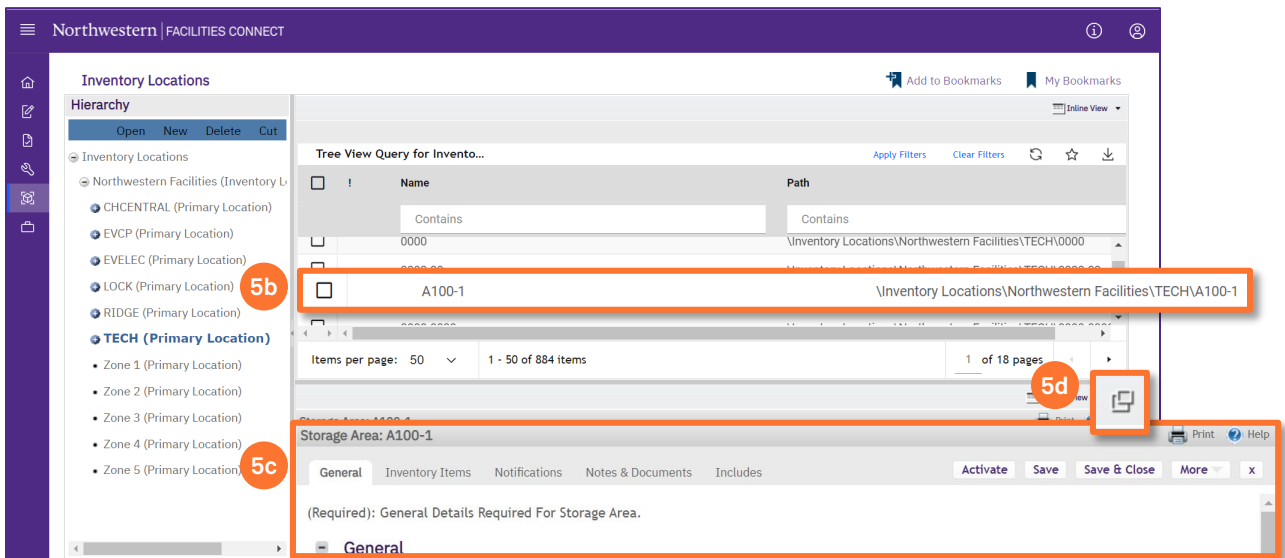 Northwestern | FACILITIES CONNECT
Inventory Locations
Add to Bookmarks My Bookmarks
Hierarchy
Inline View
Open New Delete Cut
Inventory Locations
Northwestern Facilities (Inventory L
CHCENTRAL (Primary Location)
EVCP (Primary Location)
EVELEC (Primary Location)
LOCK (Primary Location)
RIDGE (Primary Location)
TECH (Primary Location)
Zone 1 (Primary Location)
Zone 2 (Primary Location)
Zone 3 (Primary Location)
Zone 4 (Primary Location)
Zone 5 (Primary Location)
Tree View Query for Invento...
Apply Filters Clear Filters
! Name Path
Contains Contains
0000 \Inventory Locations\Northwestern Facilities\TECH\0000
5b
A100-1 \Inventory Locations\Northwestern Facilities\TECH\A100-1
Items per page: 50 1 - 50 of 884 items 1 of 18 pages
5d
5c
Storage Area: A100-1 Print Help
General Inventory Items Notifications Notes & Documents Includes Activate Save Save & Close More x
(Required): General Details Required For Storage Area.
General